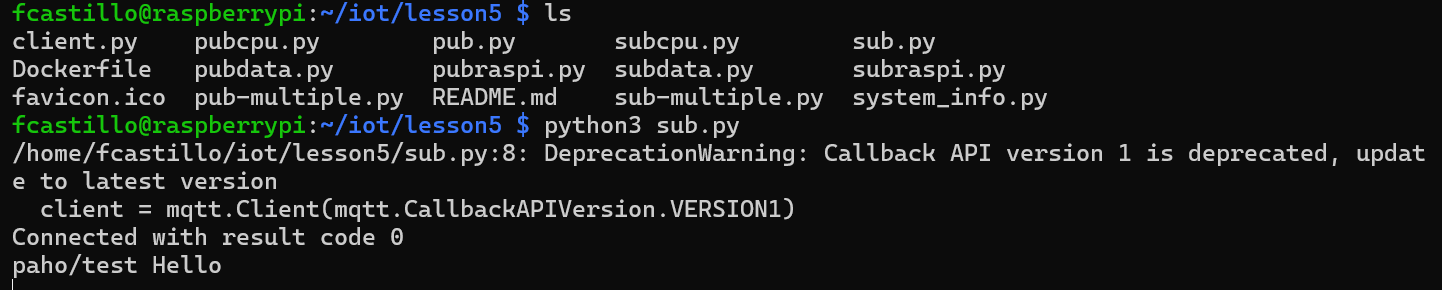 fcastillo@raspberrypi:~/iot/lesson5 $ ls
client.py    pubcpu.py        pub.py       subcpu.py        sub.py
Dockerfile   pubdata.py       pubraspi.py  subdata.py       subraspi.py
favicon.ico  pub-multiple.py  README.md    sub-multiple.py  system_info.py
fcastillo@raspberrypi:~/iot/lesson5 $ python3 sub.py
/home/fcastillo/iot/lesson5/sub.py:8: DeprecationWarning: Callback API version 1 is deprecated, updat
e to latest version
  client = mqtt.Client(mqtt.CallbackAPIVersion.VERSION1)
Connected with result code 0
paho/test Hello